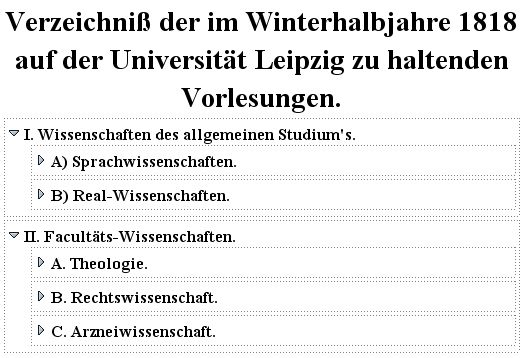 Verzeichniß der im Winterhalbjahre 1818
auf der Universität Leipzig zu haltenden
Vorlesungen.
I. Wissenschaften des allgemeinen Studium's.
A) Sprachwissenschaften.
B) Real-Wissenschaften.
II. Facultäts-Wissenschaften.
A. Theologie.
B. Rechtswissenschaft.
C. Arzneiwissenschaft.